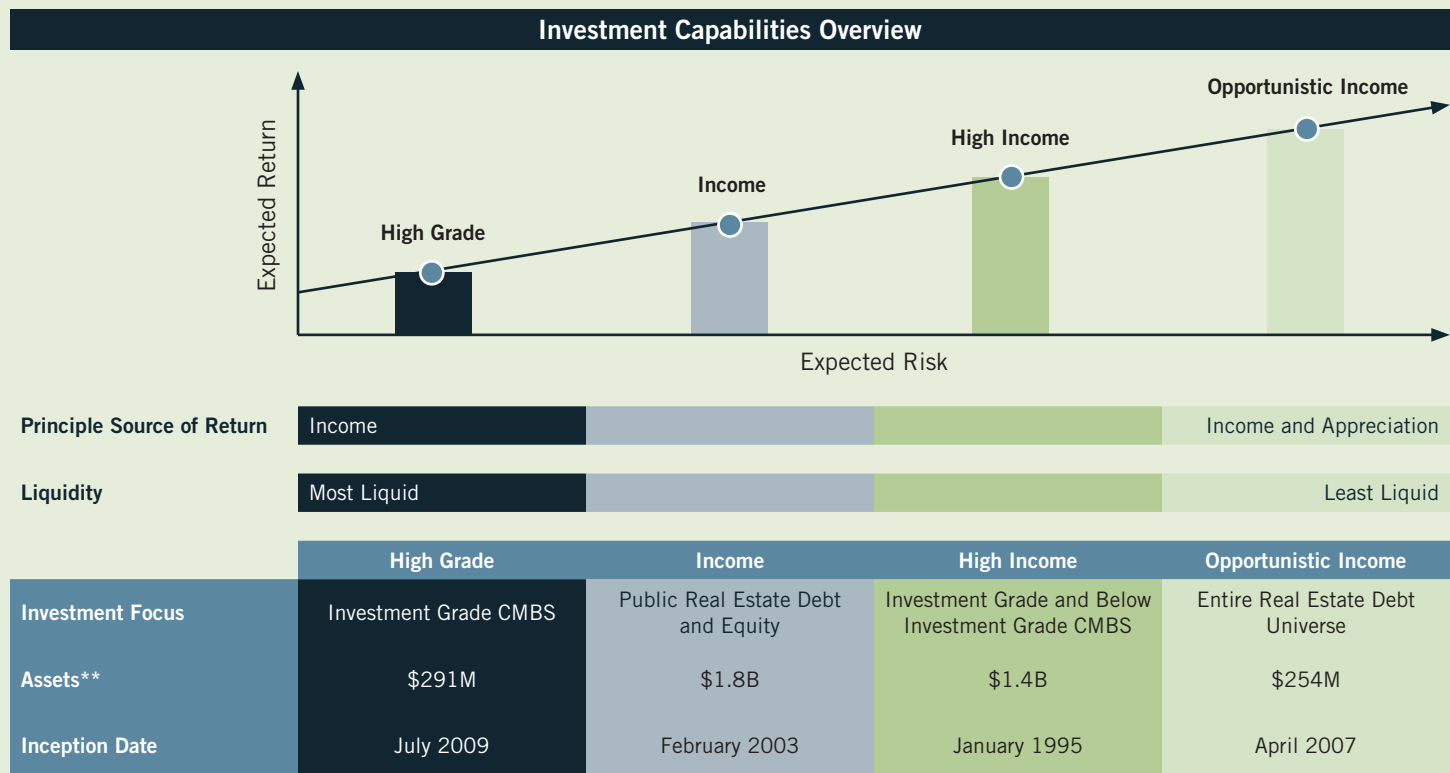 Investment Capabilities Overview
Opportunistic Income
High Income
Income
High Grade
Expected Return
Expected Risk
Principle Source of Return
Income
Income and Appreciation
Liquidity
Most Liquid
Least Liquid
High Grade
Income
High Income
Opportunistic Income
Investment Focus
Investment Grade CMBS
Public Real Estate Debt
and Equity
Investment Grade and Below
Investment Grade CMBS
Entire Real Estate Debt
Universe
Assets**
$291M
$1.8B
$1.4B
$254M
Inception Date
July 2009
February 2003
January 1995
April 2007